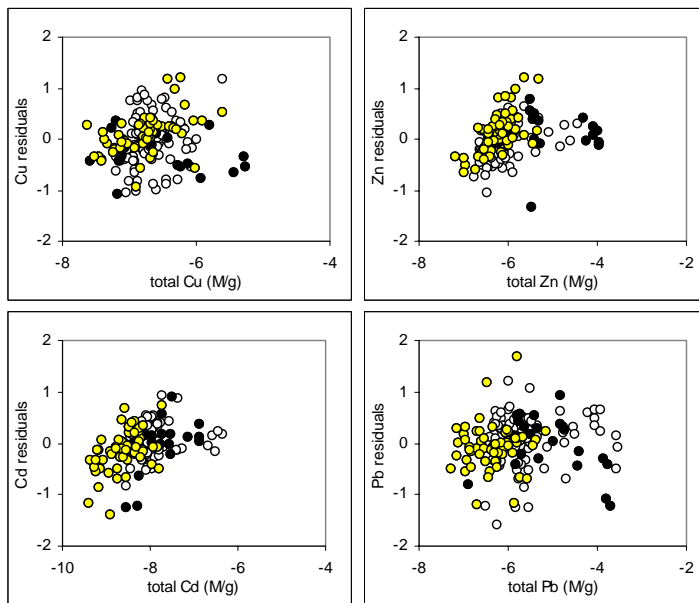 2
1
0
-1
-2
Cu residuals
-8 -6 -4
total Cu (M/g)
2
1
0
-1
-2
Zn residuals
-8 -6 -4 -2
total Zn (M/g)
2
1
0
-1
-2
Cd residuals
-10 -8 -6 -4
total Cd (M/g)
2
1
0
-1
-2
Pb residuals
-8 -6 -4 -2
total Pb (M/g)